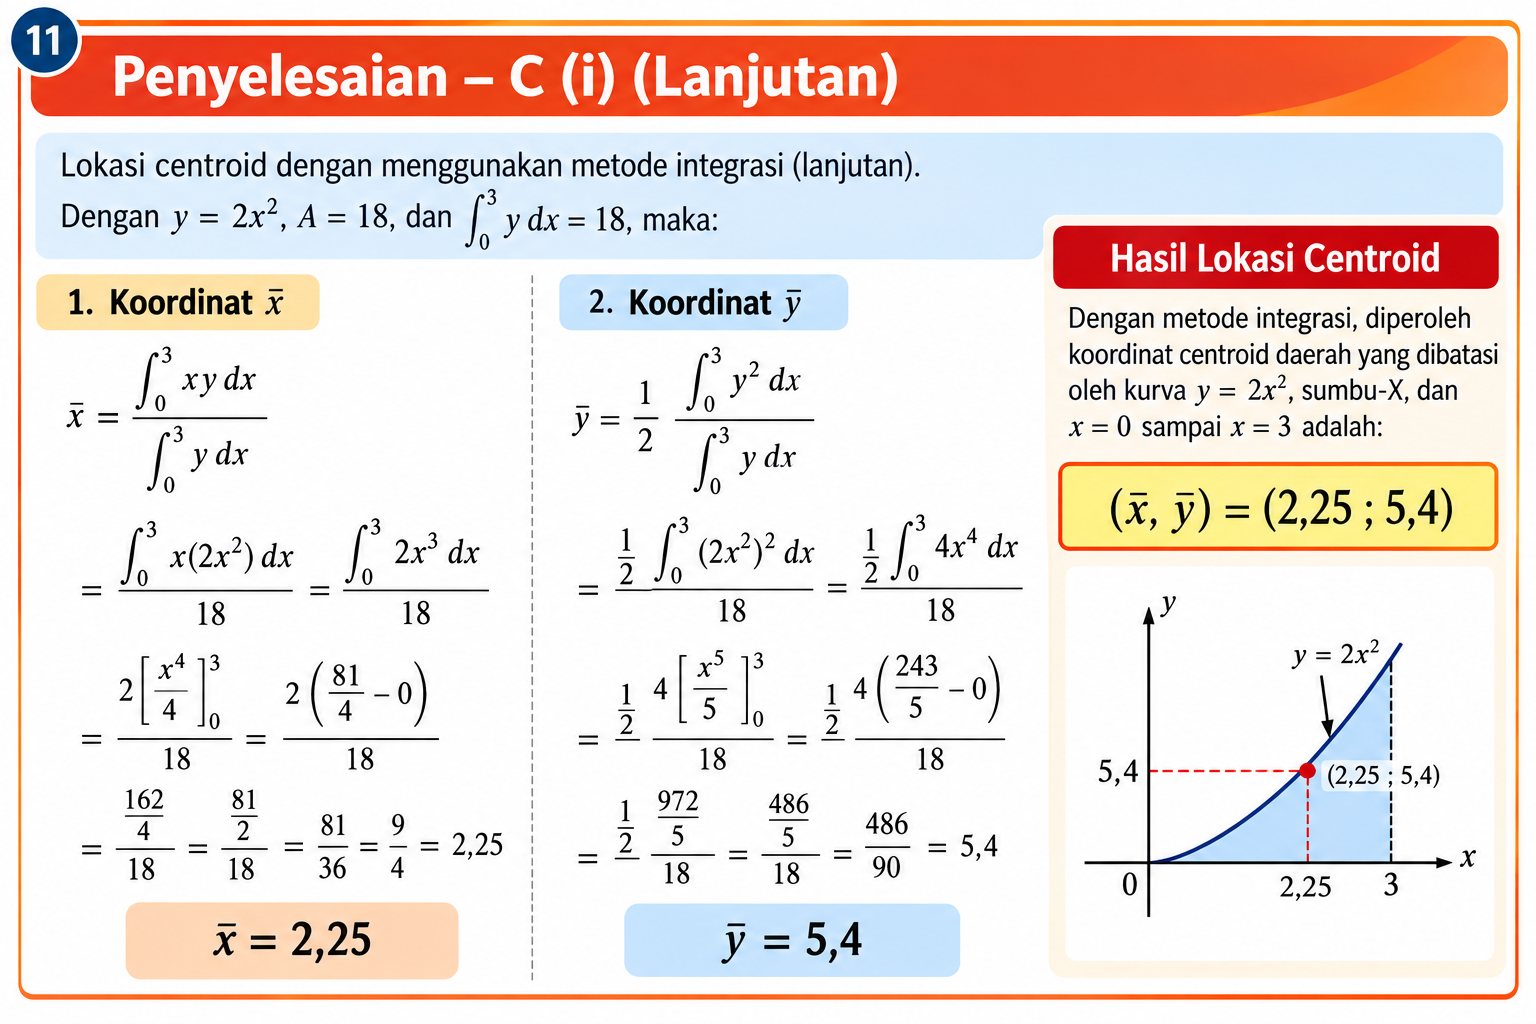 11
Penyelesaian – C (i) (Lanjutan)
Lokasi centroid dengan menggunakan metode integrasi (lanjutan).
Dengan y = 2x², A = 18, dan ∫₀³ y dx = 18, maka:
1. Koordinat x̄
x̄ = (∫₀³ xy dx) / (∫₀³ y dx)
= (∫₀³ x(2x²) dx) / 18 = (∫₀³ 2x³ dx) / 18
= 2[x⁴/4]₀³ / 18 = 2(81/4 – 0) / 18
= (162/4) / 18 = (81/2) / 18 = 81/36 = 9/4 = 2,25
x̄ = 2,25
2. Koordinat ȳ
ȳ = 1/2 (∫₀³ y² dx) / (∫₀³ y dx)
= (1/2 ∫₀³ (2x²)² dx) / 18 = (1/2 ∫₀³ 4x⁴ dx) / 18
= 1/2 4[x⁵/5]₀³ / 18 = 1/2 4(243/5 – 0) / 18
= 1/2 (972/5) / 18 = (486/5) / 18 = 486/90 = 5,4
ȳ = 5,4
Hasil Lokasi Centroid
Dengan metode integrasi, diperoleh
koordinat centroid daerah yang dibatasi
oleh kurva y = 2x², sumbu-X, dan
x = 0 sampai x = 3 adalah:
(x̄, ȳ) = (2,25 ; 5,4)
y
y = 2x²
5,4
(2,25 ; 5,4)
x
0
2,25
3